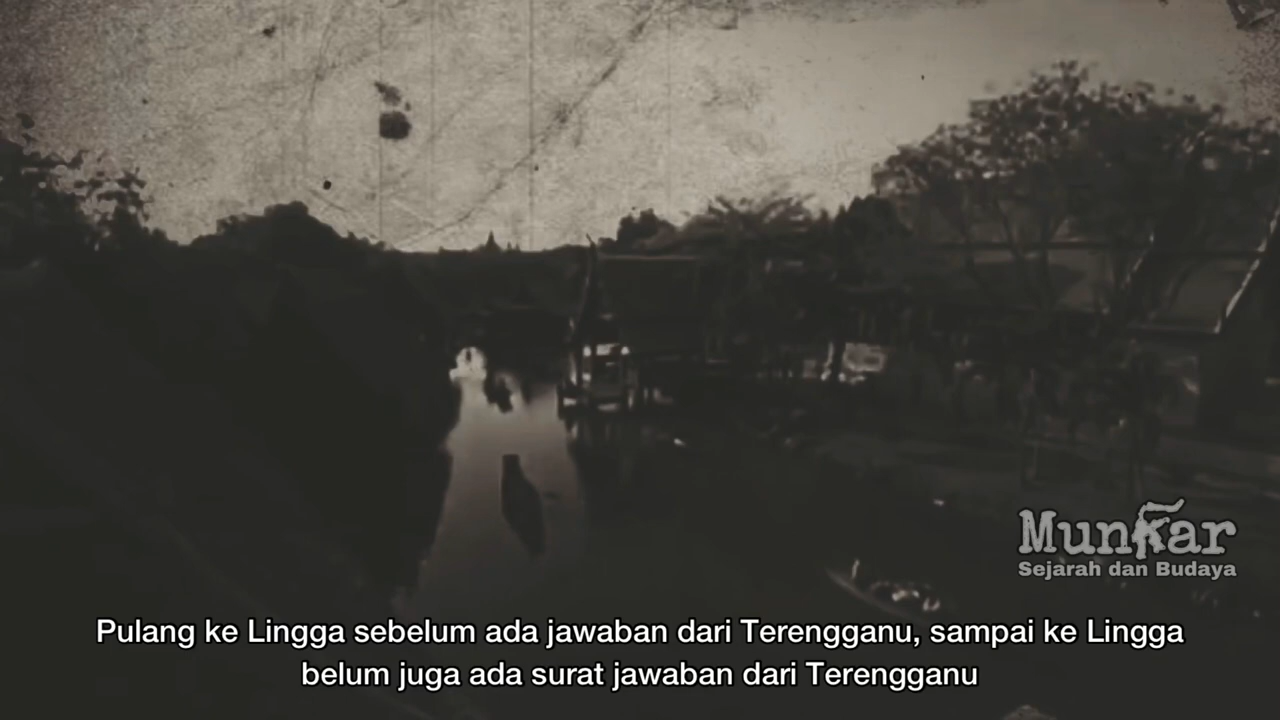 Munkar
Sejarah dan Budaya
Pulang ke Lingga sebelum ada jawaban dari Terengganu, sampai ke Lingga
belum juga ada surat jawaban dari Terengganu